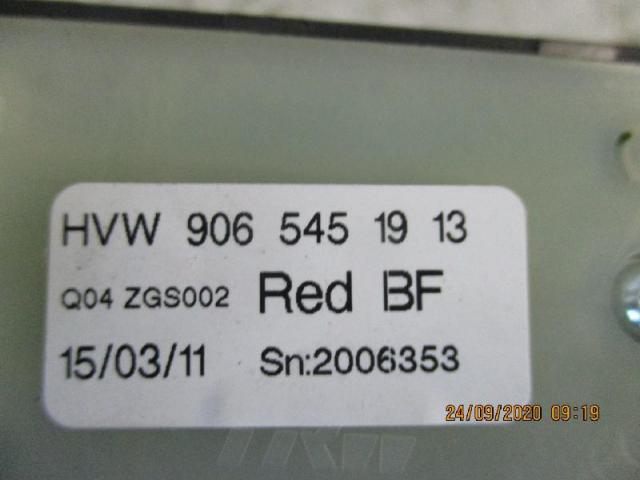 HVW 906 545 19 13
Q04 ZGS002 Red BF
15/03/11 Sn:2006353
24/09/2020 09:19